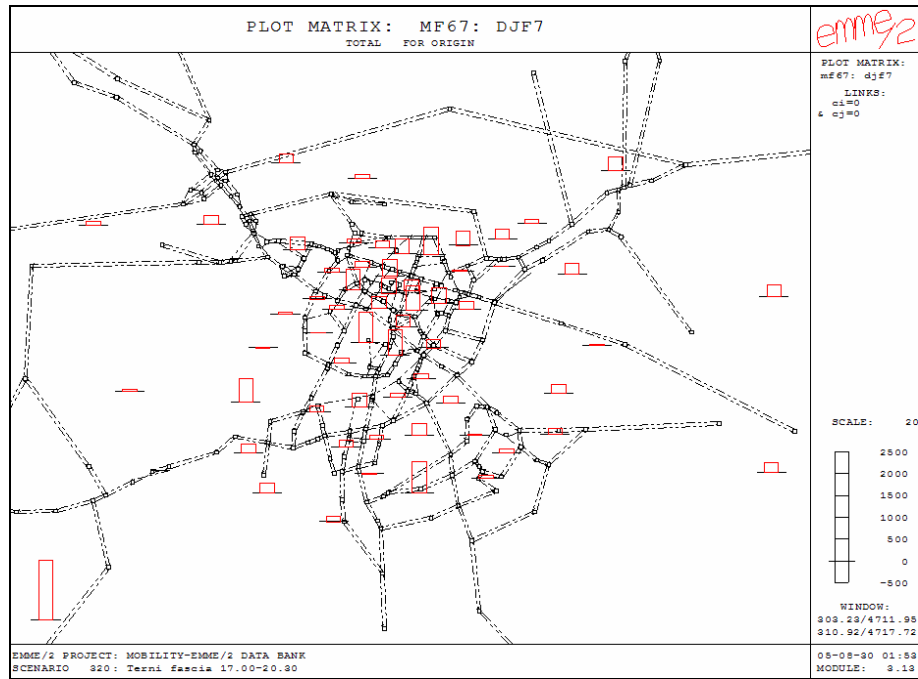 PLOT MATRIX: MF67: DJF7
TOTAL FOR ORIGIN
emme/2
PLOT MATRIX:
mf67: djf7
LINKS:
ci=0
& cj=0
SCALE: 20
2500
2000
1500
1000
500
0
-500
WINDOW:
303.23/4711.95
310.92/4717.72
EMME/2 PROJECT: MOBILITY-EMME/2 DATA BANK
SCENARIO 320: Terni fascia 17.00-20.30
05-08-30 01:53
MODULE: 3.13